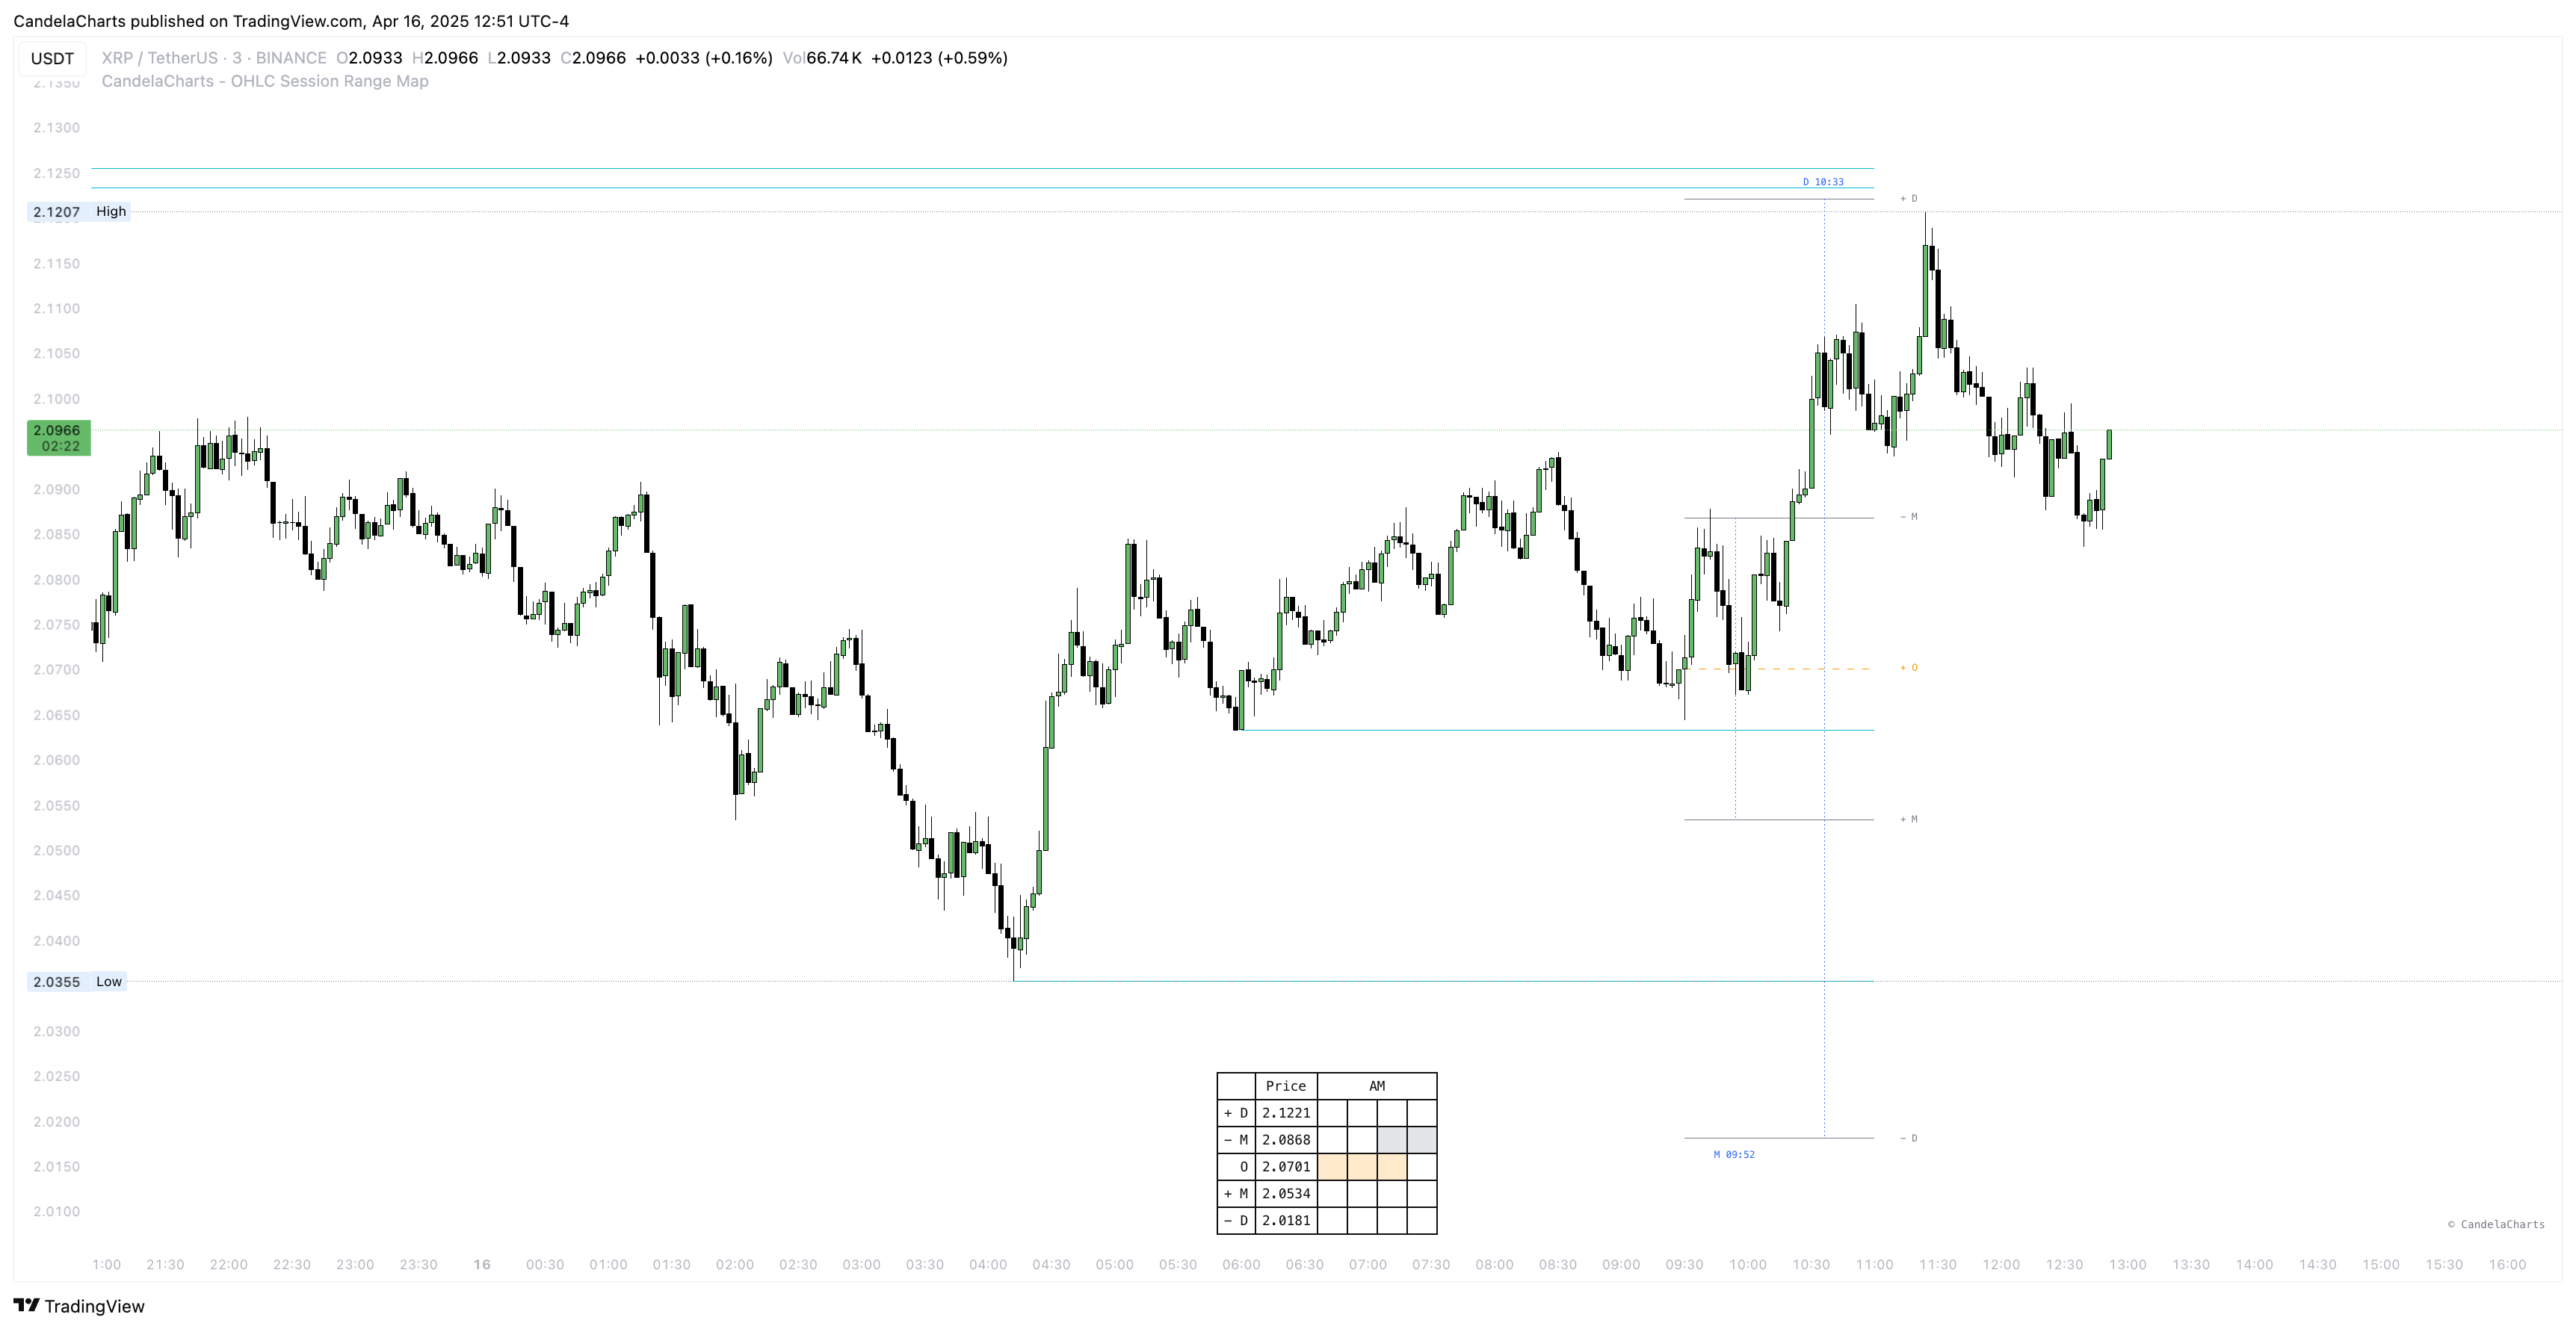 CandelaCharts published on TradingView.com, Apr 16, 2025 12:51 UTC-4
USDT XRP / TetherUS · 3 · BINANCE O2.0933 H2.0966 L2.0933 C2.0966 +0.0033 (+0.16%) Vol66.74 K +0.0123 (+0.59%)
CandelaCharts - OHLC Session Range Map
2.1350
2.1300
2.1250
D 10:33
+ D
2.1207 High
2.1150
2.1100
2.1050
2.1000
2.0966
02:22
2.0900
− M
2.0850
2.0800
2.0750
2.0700
+ O
2.0650
2.0600
2.0550
+ M
2.0500
2.0450
2.0400
2.0355 Low
2.0300
2.0250
2.0200
− D
2.0150
M 09:52
2.0100
Price AM
+ D 2.1221
− M 2.0868
O 2.0701
+ M 2.0534
− D 2.0181
© CandelaCharts
1:00 21:30 22:00 22:30 23:00 23:30 16 00:30 01:00 01:30 02:00 02:30 03:00 03:30 04:00 04:30 05:00 05:30 06:00 06:30 07:00 07:30 08:00 08:30 09:00 09:30 10:00 10:30 11:00 11:30 12:00 12:30 13:00 13:30 14:00 14:30 15:00 15:30 16:00
TradingView